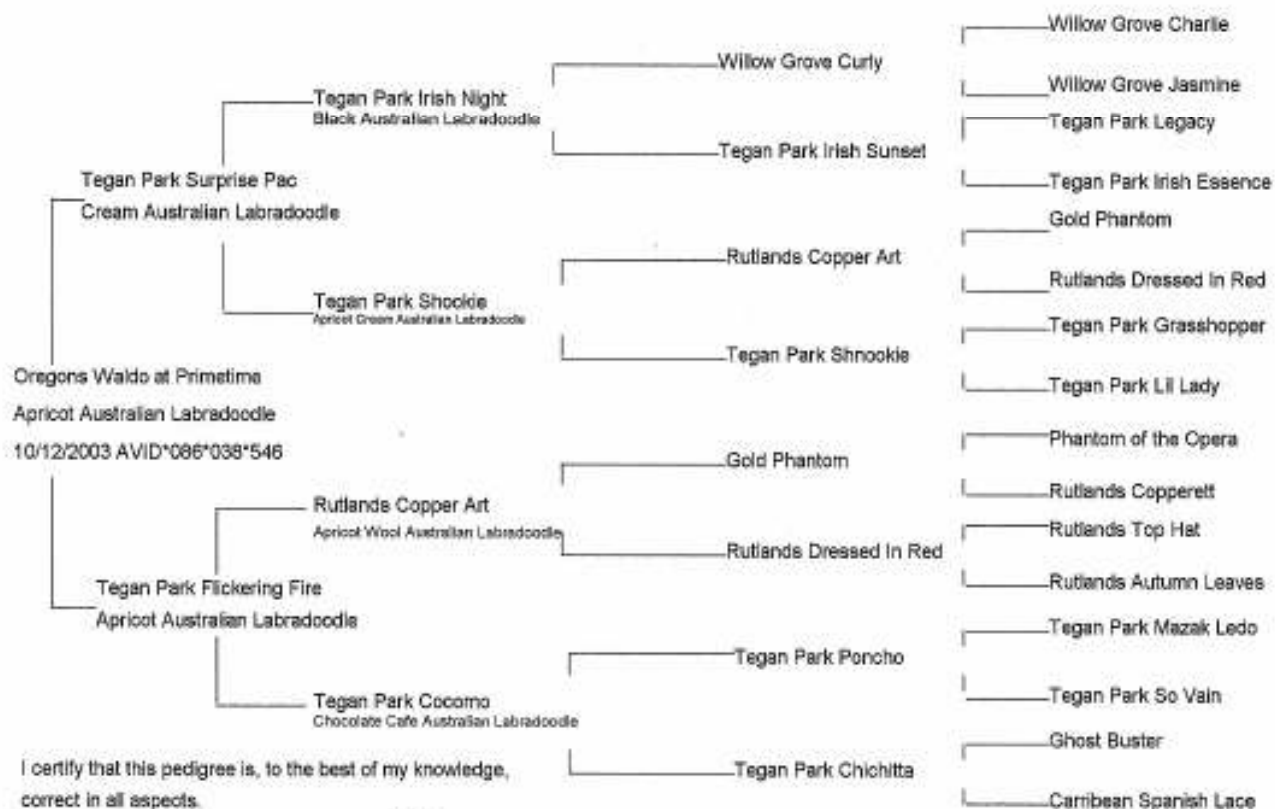 Willow Grove Charlie
Willow Grove Curly
Willow Grove Jasmine
Tegan Park Irish Night
Black Australian Labradoodle
Tegan Park Legacy
Tegan Park Irish Sunset
Tegan Park Irish Essence
Tegan Park Surprise Pac
Cream Australian Labradoodle
Gold Phantom
Rutlands Copper Art
Rutlands Dressed In Red
Tegan Park Shookie
Apricot Cream Australian Labradoodle
Tegan Park Grasshopper
Tegan Park Shnookie
Tegan Park Lil Lady
Oregons Waldo at Primetime
Apricot Australian Labradoodle
10/12/2003 AVID*086*038*546
Phantom of the Opera
Gold Phantom
Rutlands Copperett
Rutlands Copper Art
Apricot Wool Australian Labradoodle
Rutlands Top Hat
Rutlands Dressed In Red
Rutlands Autumn Leaves
Tegan Park Flickering Fire
Apricot Australian Labradoodle
Tegan Park Mazak Ledo
Tegan Park Poncho
Tegan Park So Vain
Tegan Park Cocomo
Chocolate Cafe Australian Labradoodle
Ghost Buster
Tegan Park Chichitta
Carribean Spanish Lace
I certify that this pedigree is, to the best of my knowledge,
correct in all aspects.